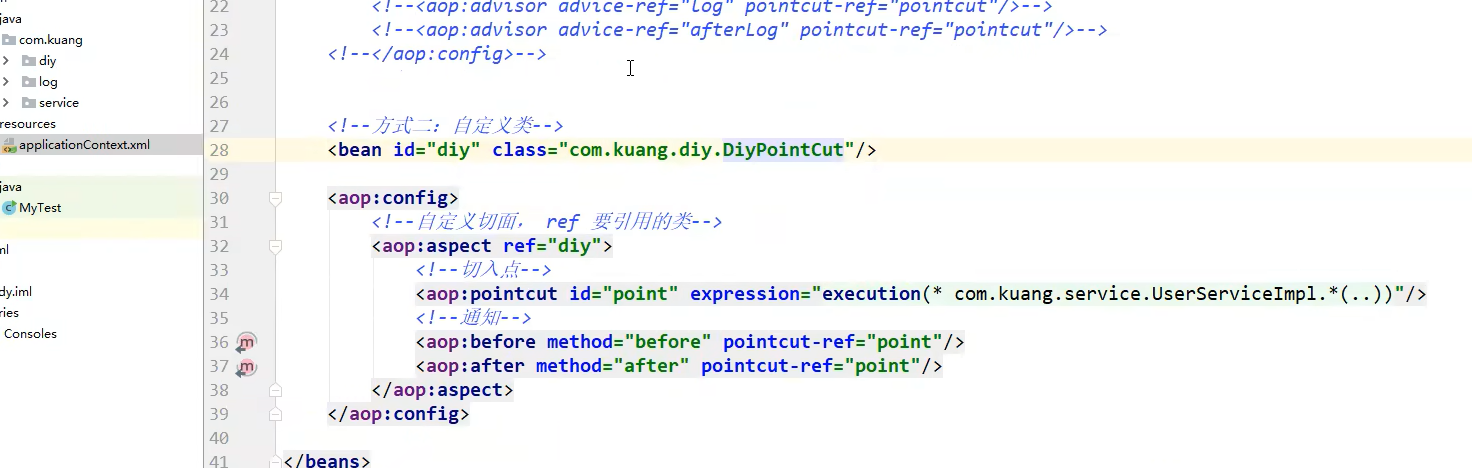 java
com.kuang
diy
log
service
resources
applicationContext.xml
java
MyTest
ml
dy.iml
ries
Consoles
22 <!--<aop:advisor advice-ref="log" pointcut-ref="pointcut"/>-->
23 <!--<aop:advisor advice-ref="afterLog" pointcut-ref="pointcut"/>-->
24 <!--</aop:config>-->
25
26
27 <!--方式二：自定义类-->
28 <bean id="diy" class="com.kuang.diy.DiyPointCut"/>
29
30 <aop:config>
31 <!--自定义切面， ref 要引用的类-->
32 <aop:aspect ref="diy">
33 <!--切入点-->
34 <aop:pointcut id="point" expression="execution(* com.kuang.service.UserServiceImpl.*(..))"/>
35 <!--通知-->
36 <aop:before method="before" pointcut-ref="point"/>
37 <aop:after method="after" pointcut-ref="point"/>
38 </aop:aspect>
39 </aop:config>
40
41 </beans>